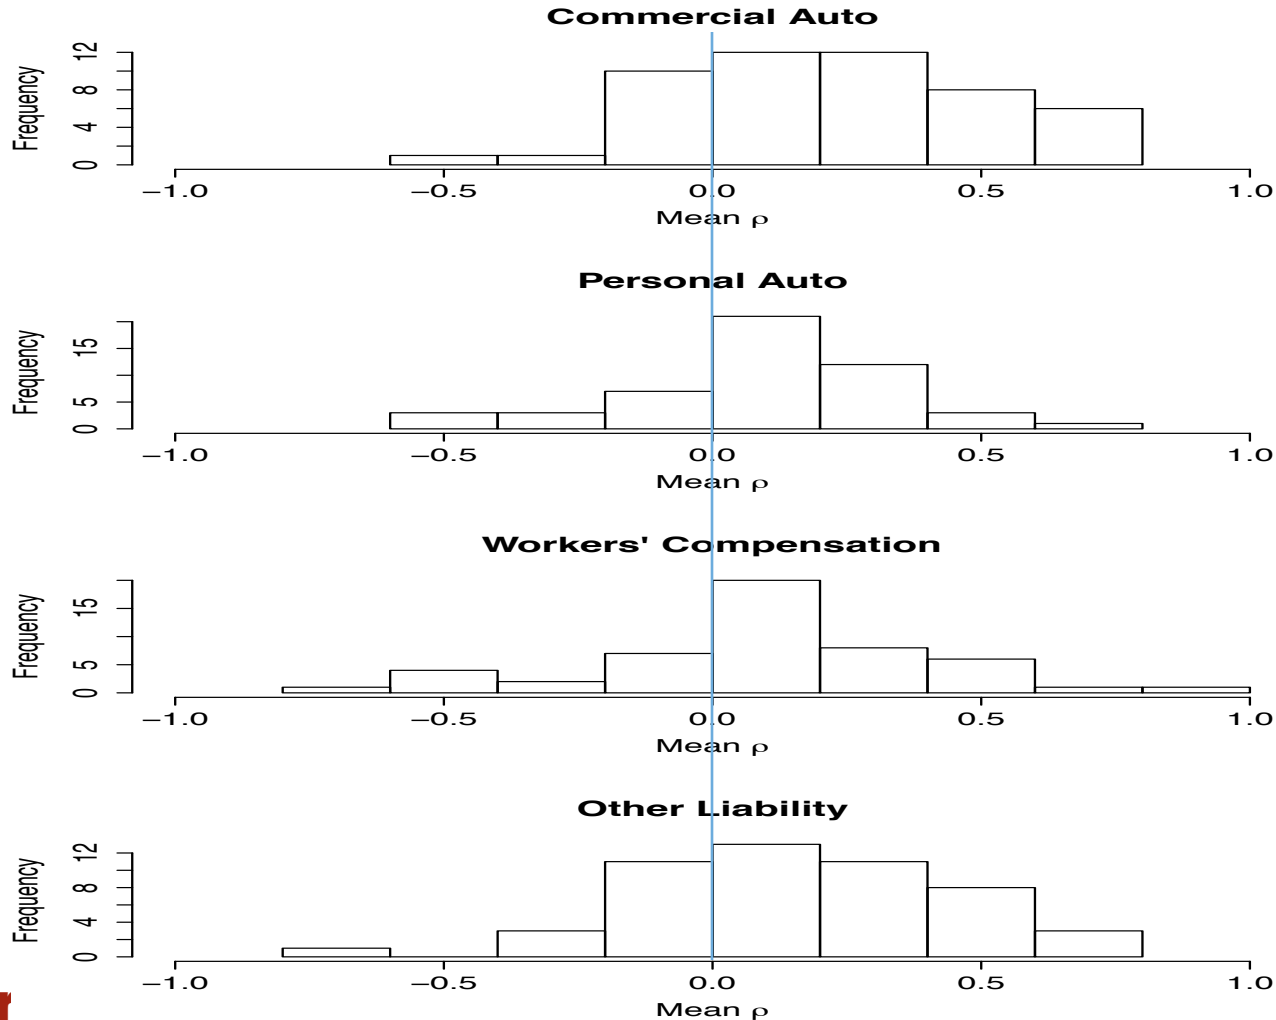 Commercial Auto
Frequency
12
8
4
0
−1.0 −0.5 0.0 0.5 1.0
Mean ρ
Personal Auto
Frequency
15
5
0
−1.0 −0.5 0.0 0.5 1.0
Mean ρ
Workers' Compensation
Frequency
15
5
0
−1.0 −0.5 0.0 0.5 1.0
Mean ρ
Other Liability
Frequency
12
8
4
0
−1.0 −0.5 0.0 0.5 1.0
Mean ρ
r